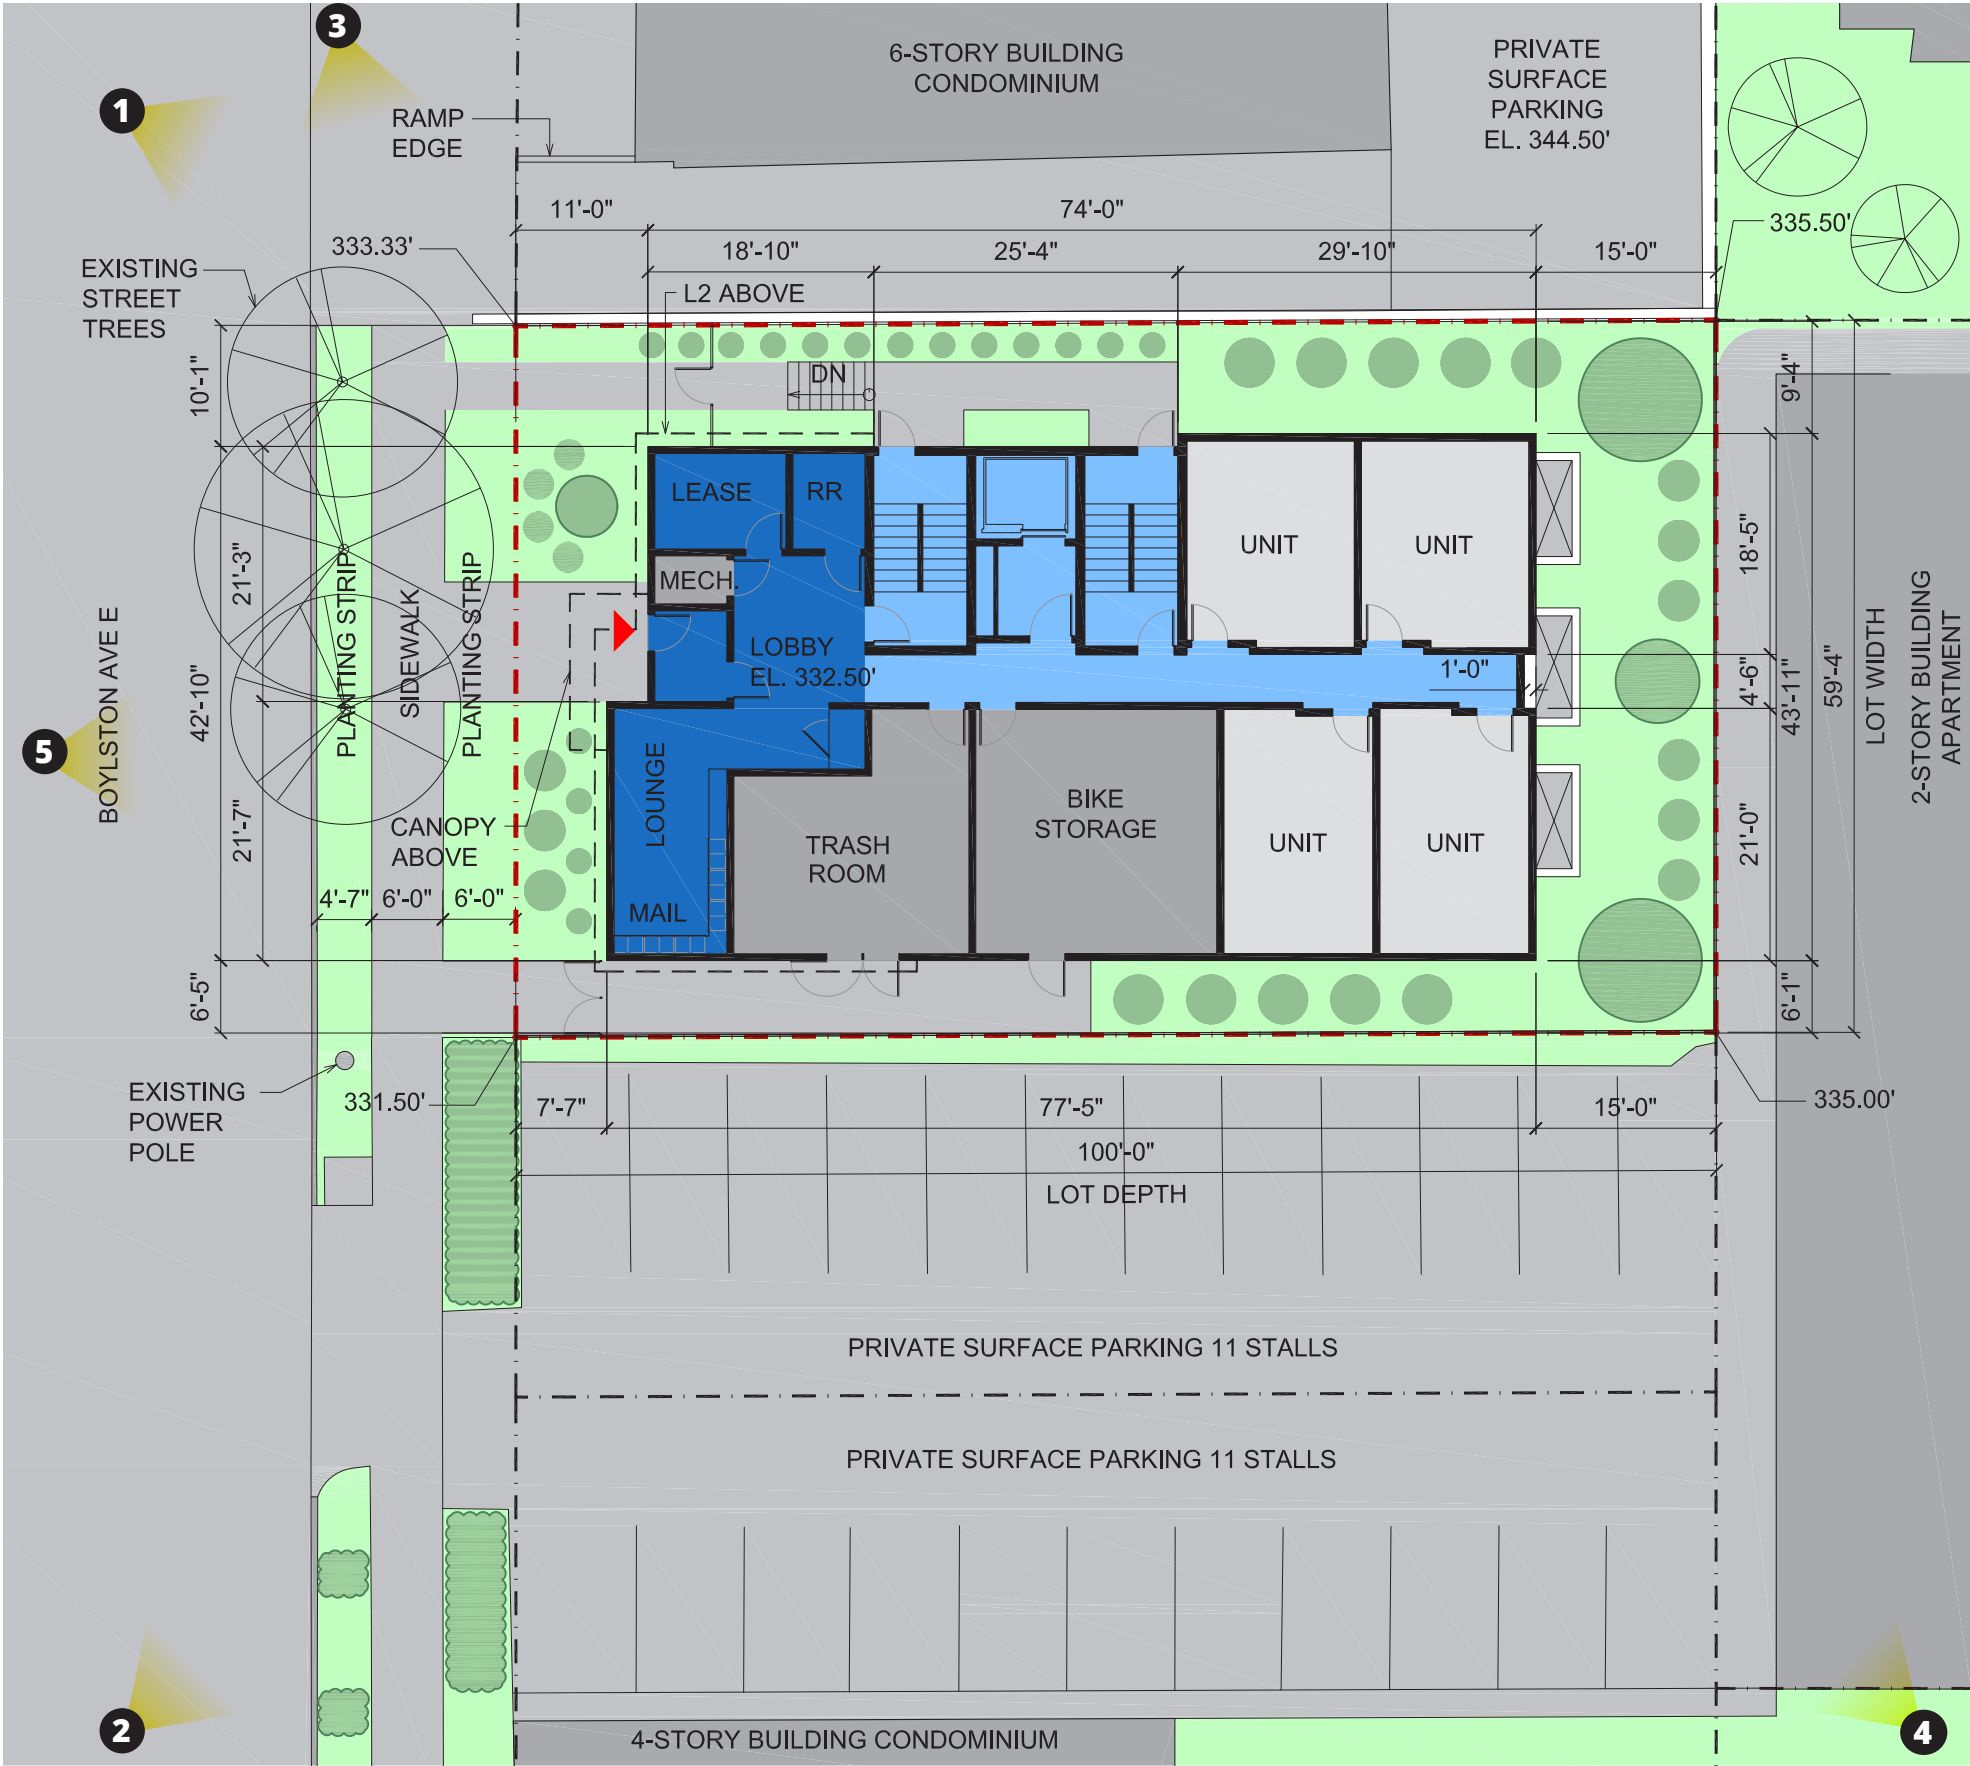 3
6-STORY BUILDING
CONDOMINIUM
PRIVATE
SURFACE
PARKING
EL. 344.50'
1
RAMP
EDGE
11'-0"
74'-0"
333.33'
335.50'
18'-10"
25'-4"
29'-10"
15'-0"
EXISTING
STREET
TREES
L2 ABOVE
10'-1"
DN
9'-4"
LEASE
RR
UNIT
UNIT
18'-5"
21'-3"
MECH.
PLANTING STRIP
SIDEWALK
PLANTING STRIP
LOBBY
EL. 332.50'
1'-0"
4'-6"
43'-11"
59'-4"
LOT WIDTH
2-STORY BUILDING
APARTMENT
42'-10"
5
BOYLSTON AVE E
LOUNGE
BIKE
STORAGE
TRASH
ROOM
UNIT
UNIT
21'-0"
21'-7"
CANOPY
ABOVE
4'-7"
6'-0"
6'-0"
MAIL
6'-5"
6'-1"
EXISTING
POWER
POLE
331.50'
7'-7"
77'-5"
15'-0"
335.00'
100'-0"
LOT DEPTH
PRIVATE SURFACE PARKING 11 STALLS
PRIVATE SURFACE PARKING 11 STALLS
2
4-STORY BUILDING CONDOMINIUM
4